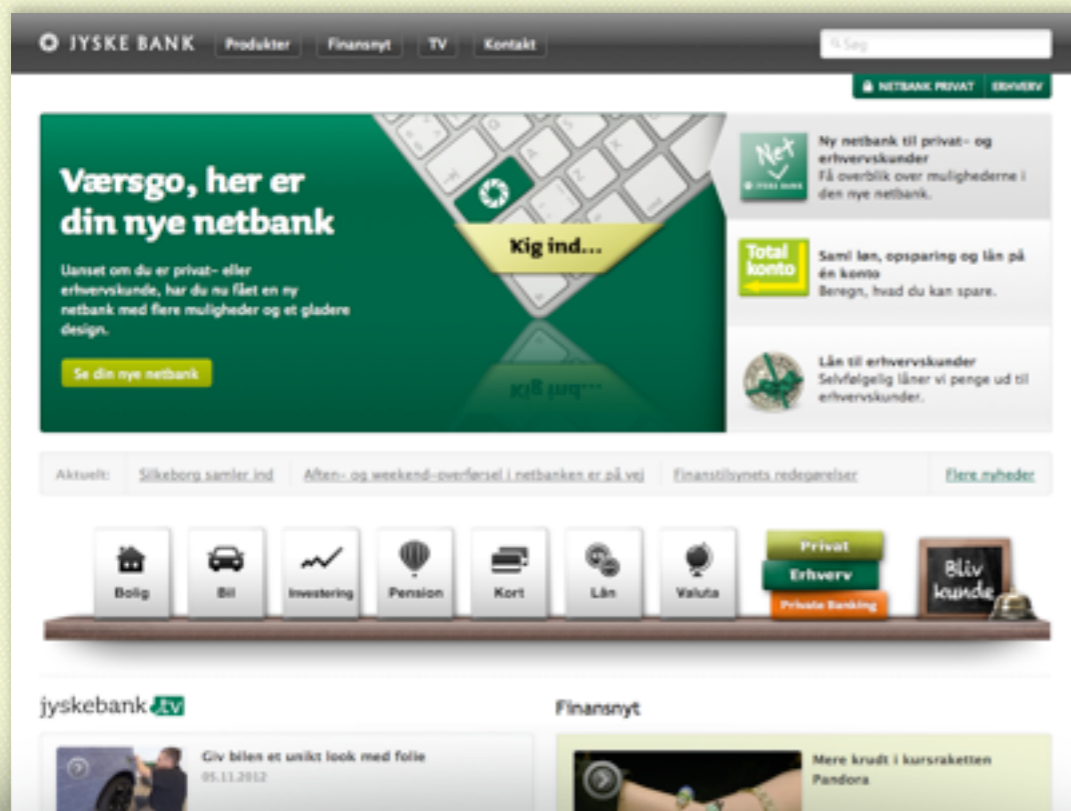 JYSKE BANK
Produkter
Finansnyt
TV
Kontakt
Søg
NETBANK PRIVAT
ERHVERV
Værsgo, her er
din nye netbank
Uanset om du er privat- eller
erhvervskunde, har du nu fået en ny
netbank med flere muligheder og et gladere
design.
Se din nye netbank
Kig ind...
Net
JYSKE BANK
Ny netbank til privat- og
erhvervskunder
Få overblik over mulighederne i
den nye netbank.
Total
konto
Saml løn, opsparing og lån på
én konto
Beregn, hvad du kan spare.
Lån til erhvervskunder
Selvfølgelig låner vi penge ud til
erhvervskunder.
Aktuelt:
Silkeborg samler ind
Aften- og weekend-overførsel i netbanken er på vej
Finanstilsynets redegørelser
Flere nyheder
Bolig
Bil
Investering
Pension
Kort
Lån
Valuta
Privat
Erhverv
Private Banking
Bliv
kunde
jyskebank.tv
Finansnyt
Giv bilen et unikt look med folie
05.11.2012
Mere krudt i kursraketten
Pandora